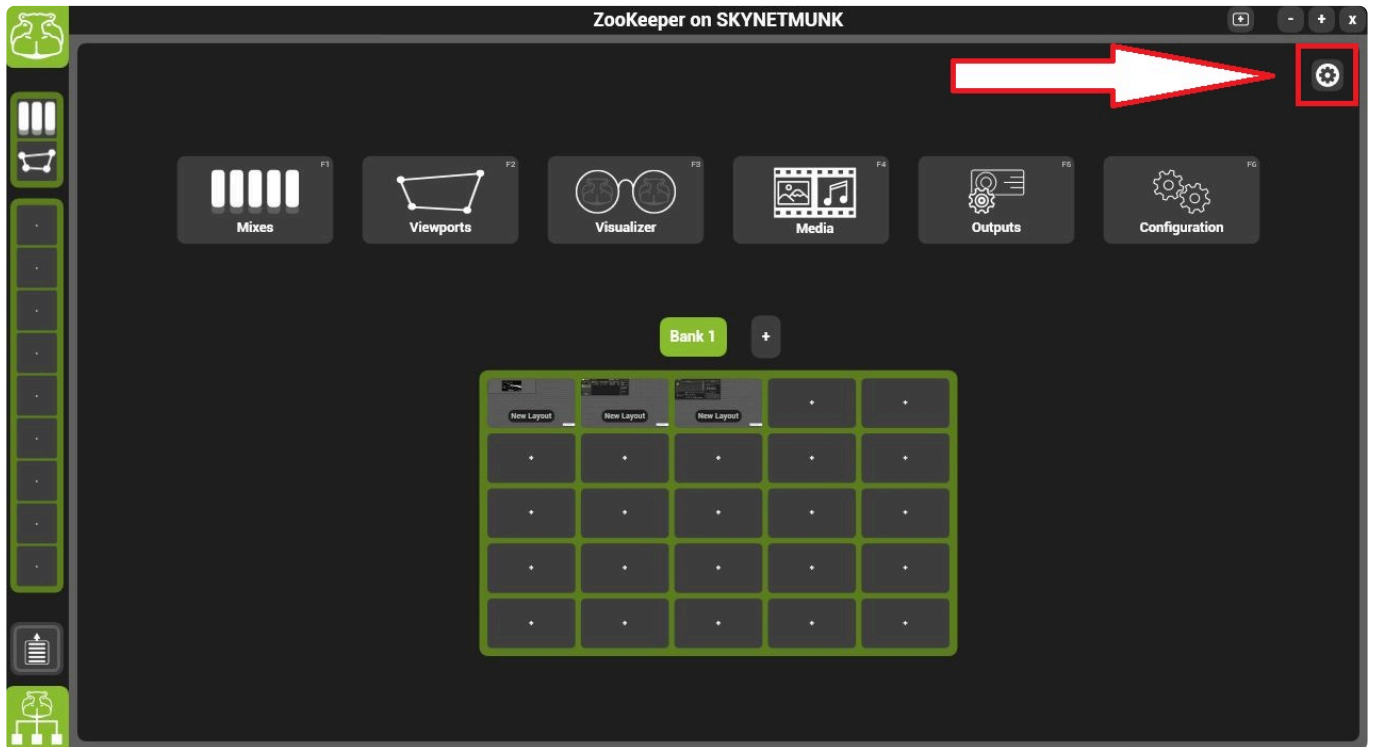 ZooKeeper on SKYNETMUNK
- + x
F1 F2 F3 F4 F5 F6
Mixes Viewports Visualizer Media Outputs Configuration
Bank 1 +
New Layout New Layout New Layout + +
+ + + + +
+ + + + +
+ + + + +
+ + + + +